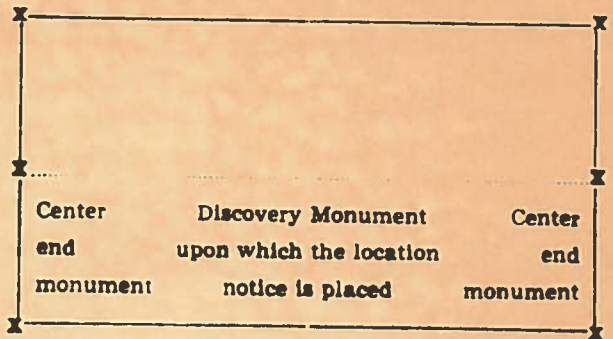 X X
X X
Center Discovery Monument Center
end upon which the location end
monument notice is placed monument
X X